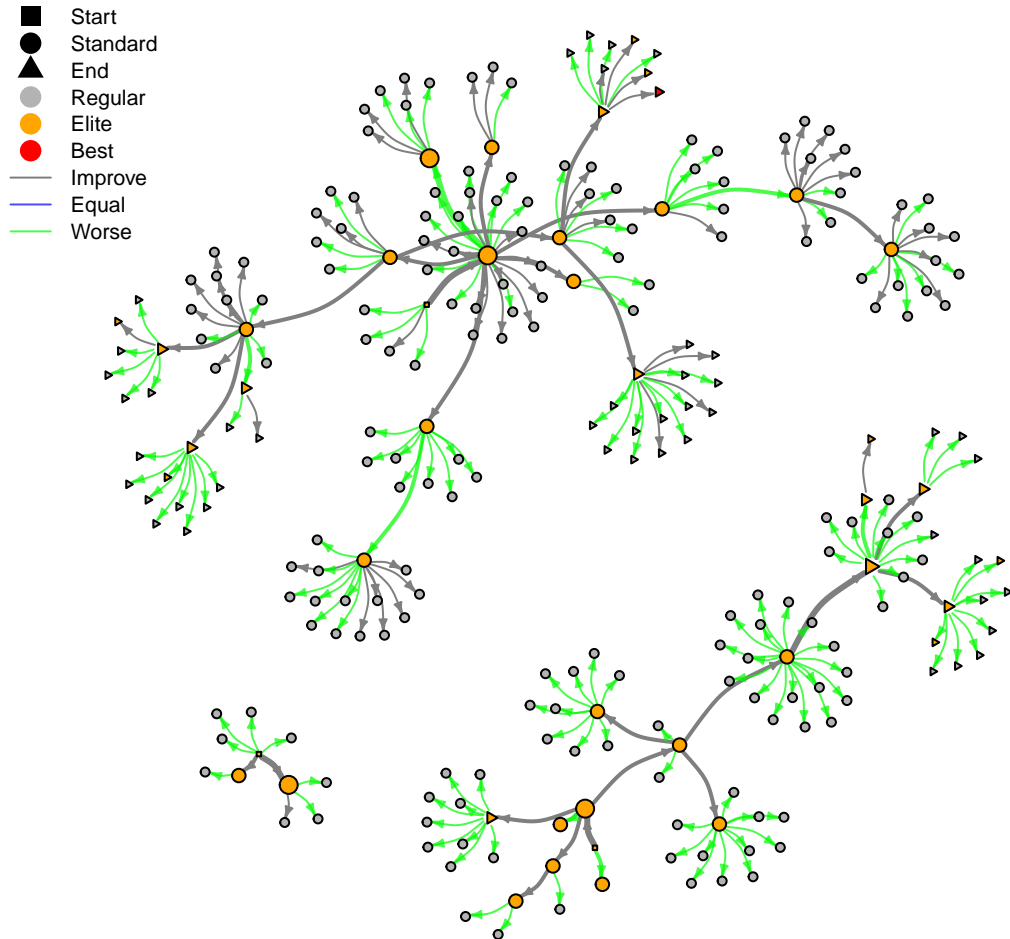 Start
Standard
End
Regular
Elite
Best
Improve
Equal
Worse